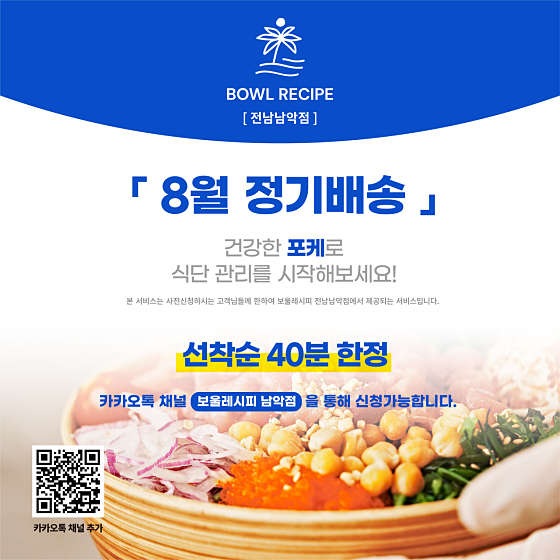 BOWL RECIPE
[ 전남남악점 ]
「 8월 정기배송 」
건강한 포케로
식단 관리를 시작해보세요!
본 서비스는 사전신청하시는 고객님들께 한하여 보울레시피 전남남악점에서 제공되는 서비스입니다.
선착순 40분 한정
카카오톡 채널 보울레시피 남악점 을 통해 신청가능합니다.
카카오톡 채널 추가